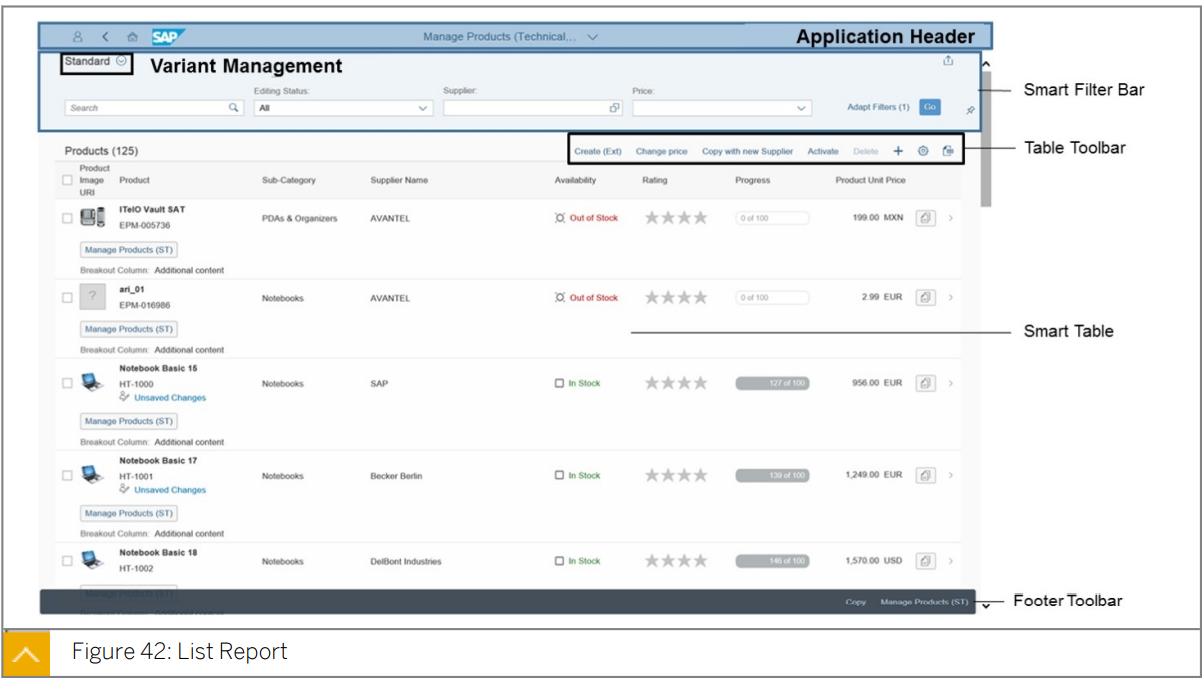 SAP
Manage Products (Technical...
Application Header
Standard
Variant Management
Smart Filter Bar
Editing Status:
Supplier:
Price:
Search
All
Adapt Filters (1)
Go
Products (125)
Create (Ext)
Change price
Copy with new Supplier
Activate
Delete
Table Toolbar
Product
Image
URI
Product
Sub-Category
Supplier Name
Availability
Rating
Progress
Product Unit Price
ITelO Vault SAT
EPM-005736
PDAs & Organizers
AVANTEL
Out of Stock
0 of 100
199.00 MXN
Manage Products (ST)
Breakout Column: Additional content
ari_01
EPM-016986
Notebooks
AVANTEL
Out of Stock
0 of 100
2.99 EUR
Manage Products (ST)
Smart Table
Breakout Column: Additional content
Notebook Basic 15
HT-1000
Unsaved Changes
Notebooks
SAP
In Stock
127 of 100
956.00 EUR
Manage Products (ST)
Breakout Column: Additional content
Notebook Basic 17
HT-1001
Unsaved Changes
Notebooks
Becker Berlin
In Stock
139 of 100
1,249.00 EUR
Manage Products (ST)
Breakout Column: Additional content
Notebook Basic 18
HT-1002
Notebooks
DelBont Industries
In Stock
146 of 100
1,570.00 USD
Manage Products (ST)
Copy
Manage Products (ST)
Footer Toolbar
Figure 42: List Report